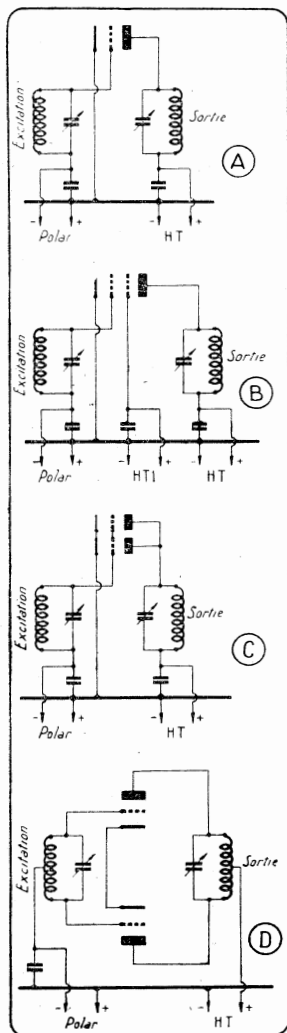 Excitation
Sortie
A
- +
Polar
- +
HT
Excitation
Sortie
B
- +
Polar
- +
HT1
- +
HT
Excitation
Sortie
C
- +
Polar
- +
HT
Excitation
Sortie
D
- +
Polar
- +
HT